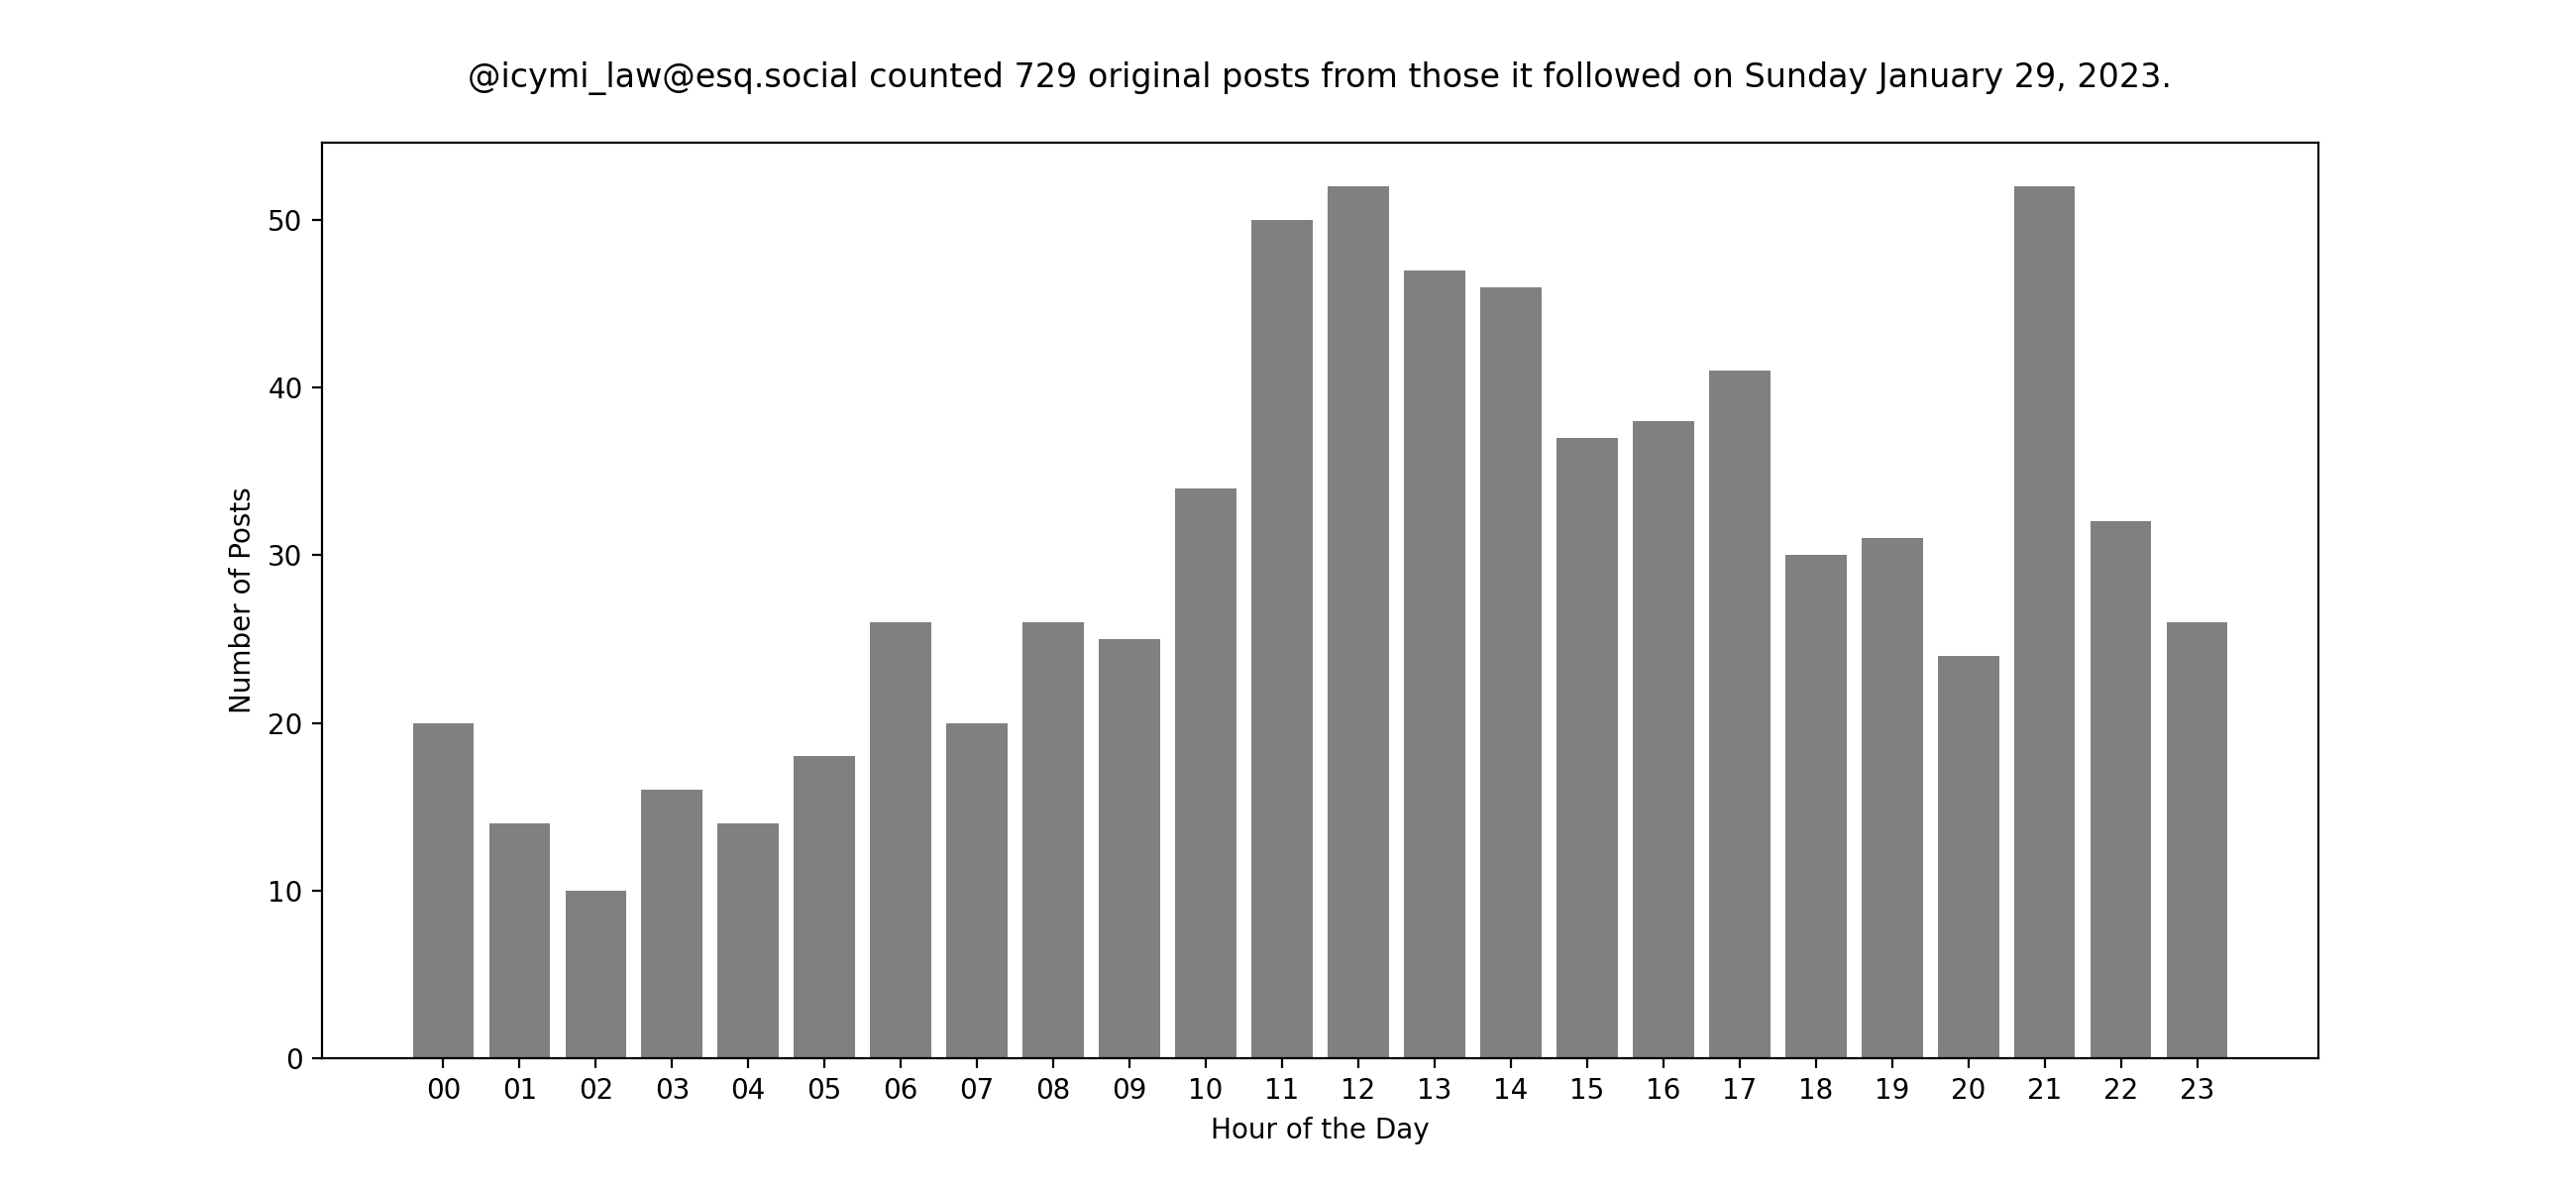 @icymi_law@esq.social counted 729 original posts from those it followed on Sunday January 29, 2023.
Number of Posts
50
40
30
20
10
0
00 01 02 03 04 05 06 07 08 09 10 11 12 13 14 15 16 17 18 19 20 21 22 23
Hour of the Day